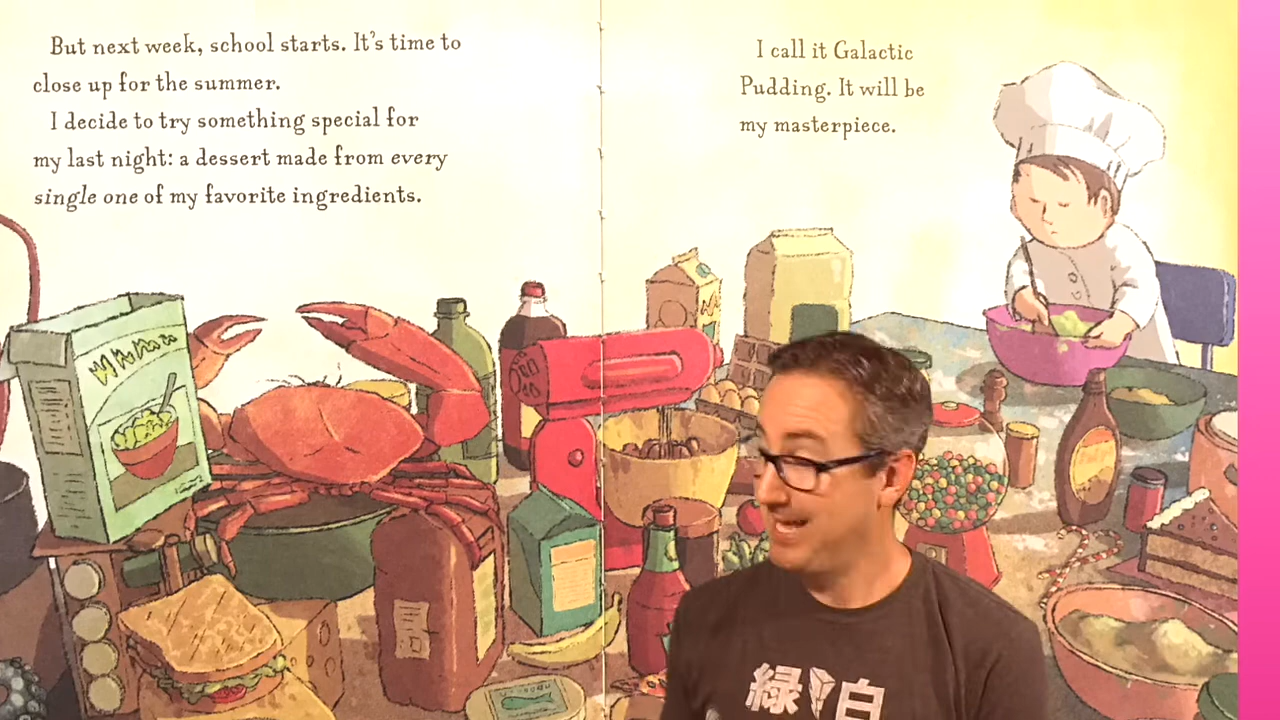 But next week, school starts. It's time to
close up for the summer.
I decide to try something special for
my last night: a dessert made from every
single one of my favorite ingredients.
I call it Galactic
Pudding. It will be
my masterpiece.
緑 白